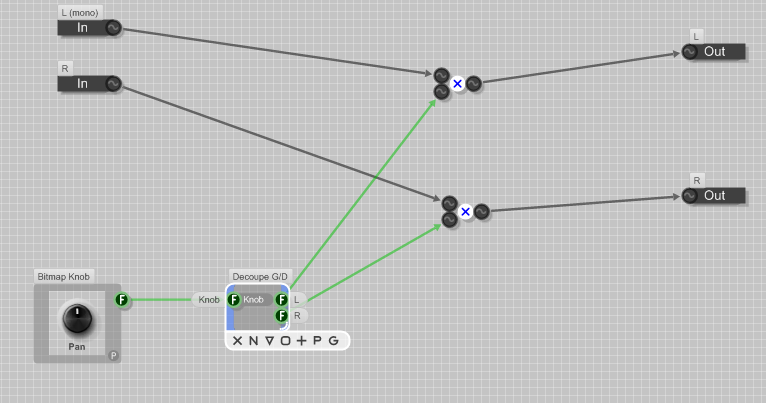 L (mono)
In
L
Out
R
In
R
Out
Bitmap Knob
F
Pan
P
Decoupe G/D
Knob
F
Knob
F
L
F
R
X N ∇ O + P G